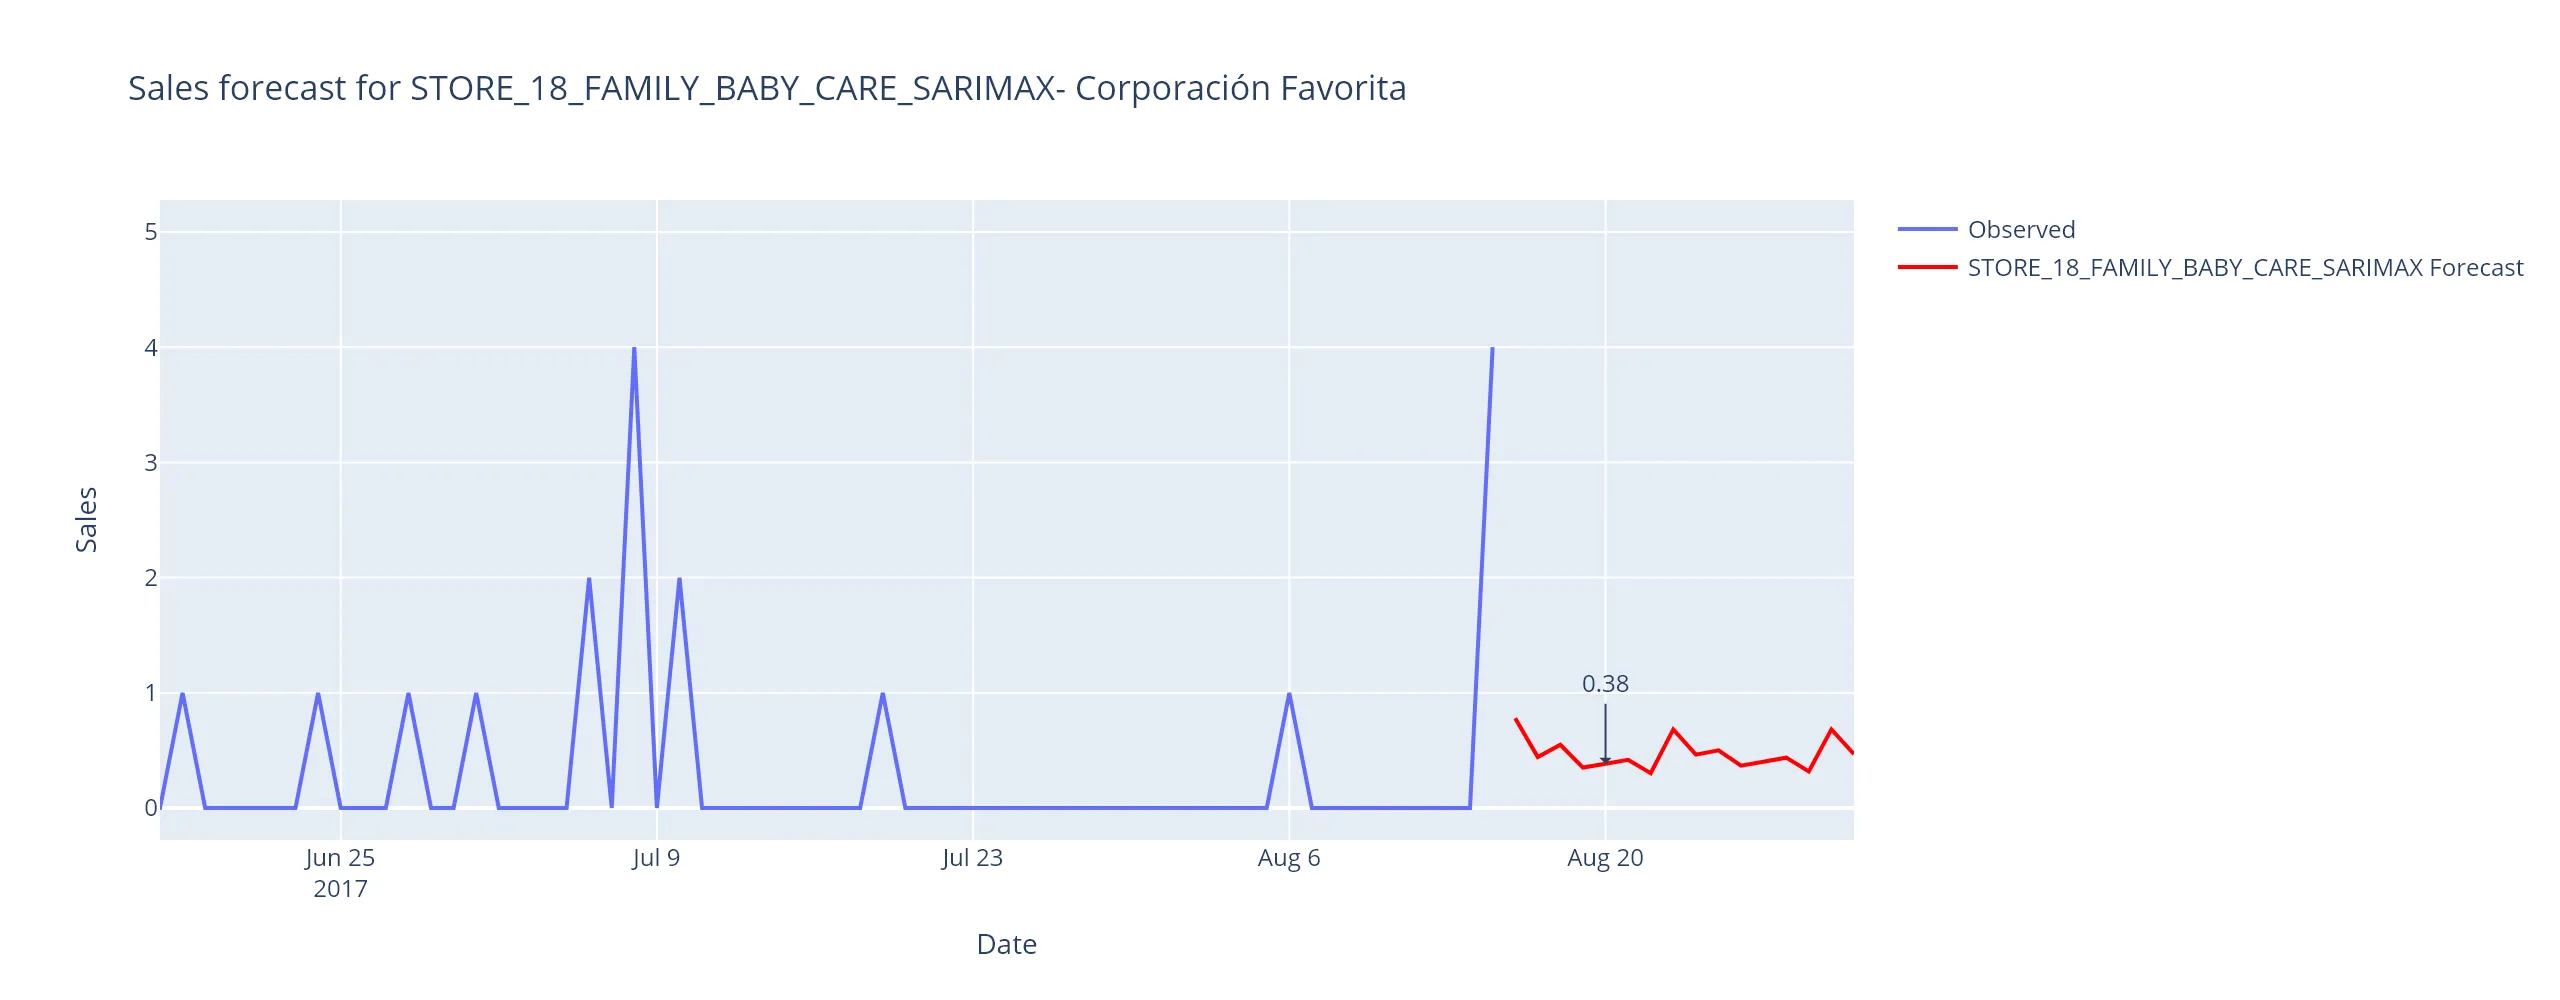 Sales forecast for STORE_18_FAMILY_BABY_CARE_SARIMAX- Corporación Favorita
Observed
STORE_18_FAMILY_BABY_CARE_SARIMAX Forecast
5
4
3
2
1
0
Sales
0.38
Jun 25
2017
Jul 9
Jul 23
Aug 6
Aug 20
Date